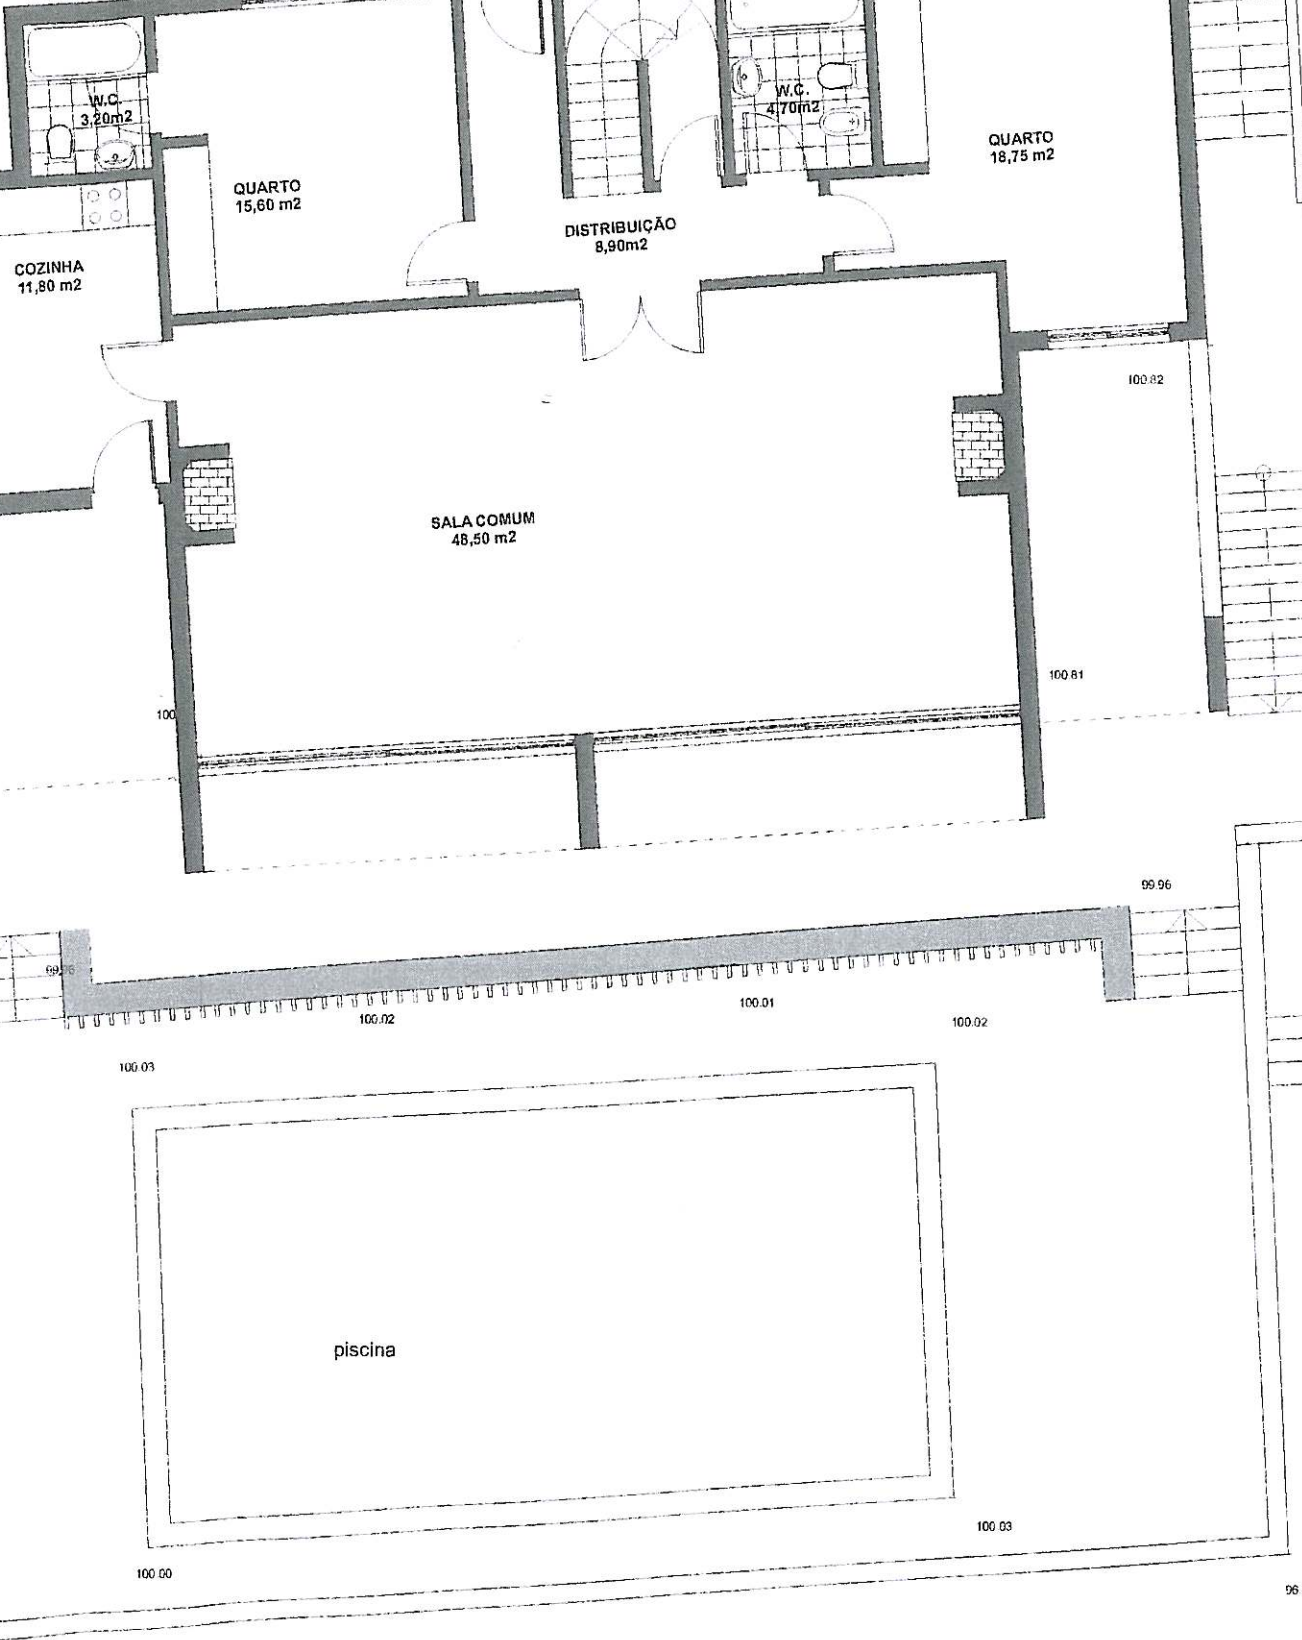 W.C.
3,20m2
W.C.
4,70m2
QUARTO
18,75 m2
QUARTO
15,60 m2
DISTRIBUIÇÃO
8,90m2
COZINHA
11,80 m2
100.82
SALA COMUM
48,50 m2
100.81
100
99.96
99.96
100.02
100.01
100.02
100.03
piscina
100.03
100.00
96